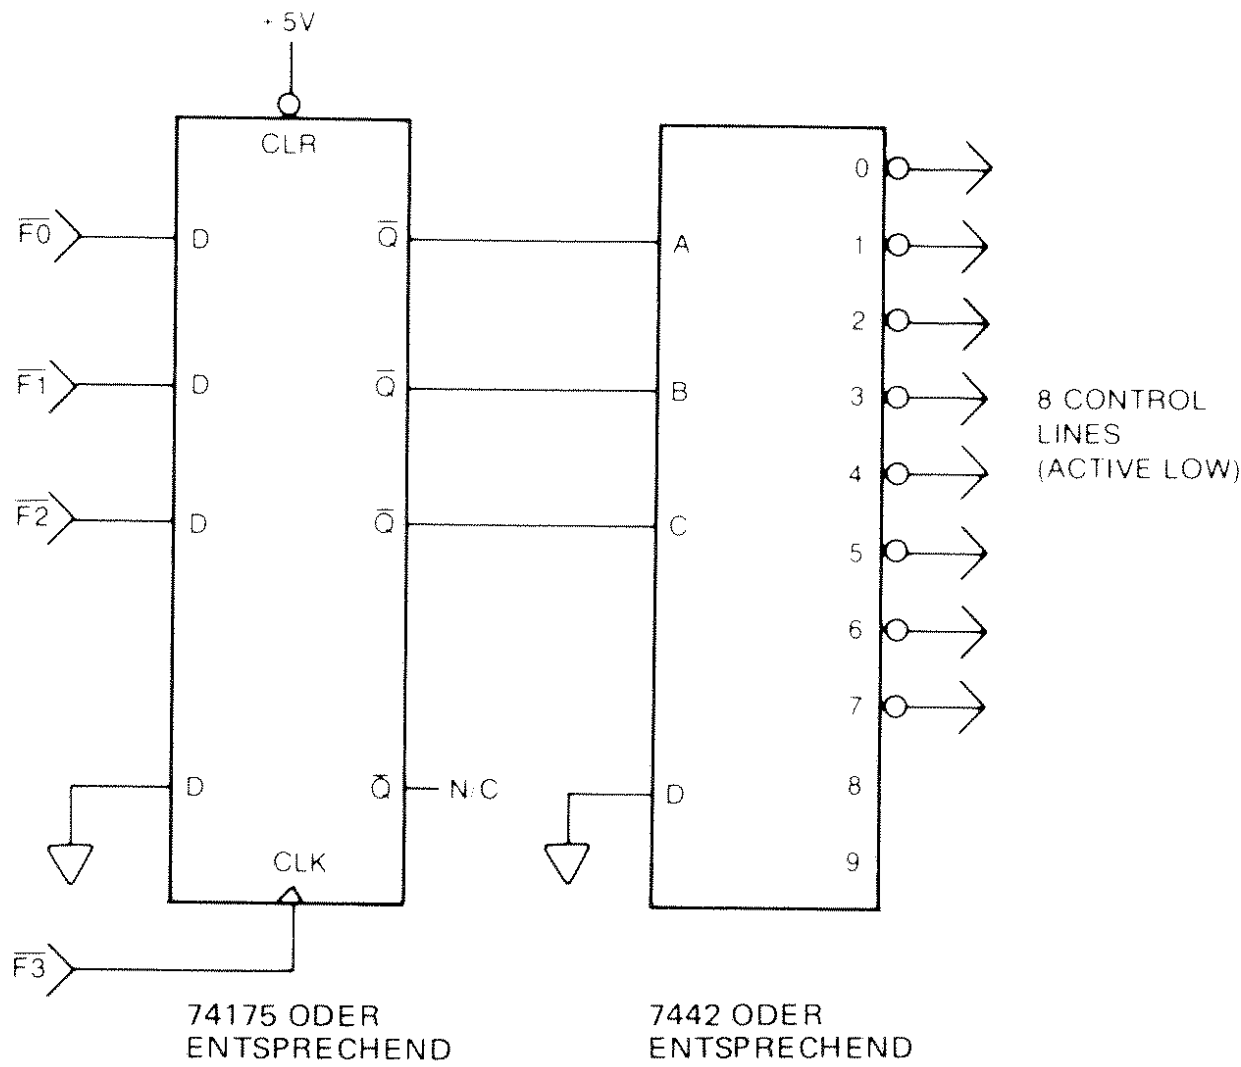 + 5V
CLR
F0̅ D Q̅ A
F1̅ D Q̅ B
F2̅ D Q̅ C
D Q̅ N/C D
CLK
F3̅
0
1
2
3
4
5
6
7
8
9
8 CONTROL
LINES
(ACTIVE LOW)
74175 ODER
ENTSPRECHEND
7442 ODER
ENTSPRECHEND